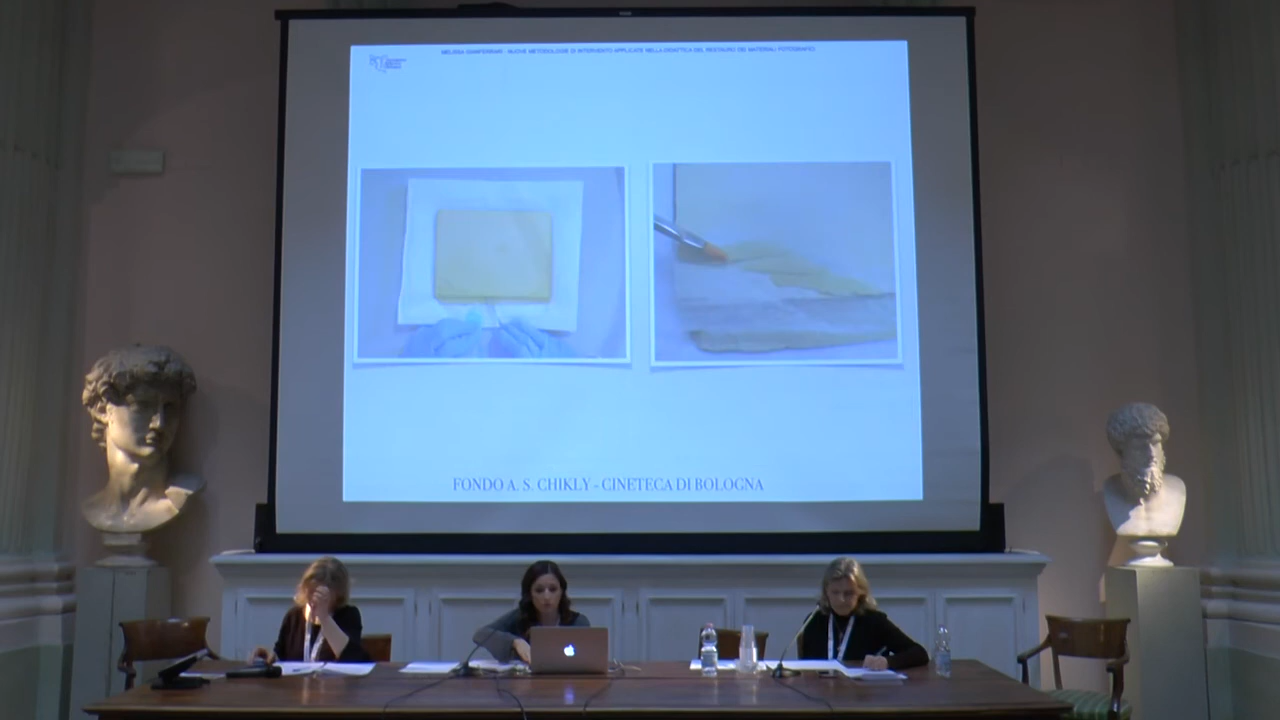 MELISSA GIANFERRARI - NUOVE METODOLOGIE DI INTERVENTO APPLICATE NELLA DIDATTICA DEL RESTAURO DEI MATERIALI FOTOGRAFICI
FONDO A. S. CHIKLY - CINETECA DI BOLOGNA